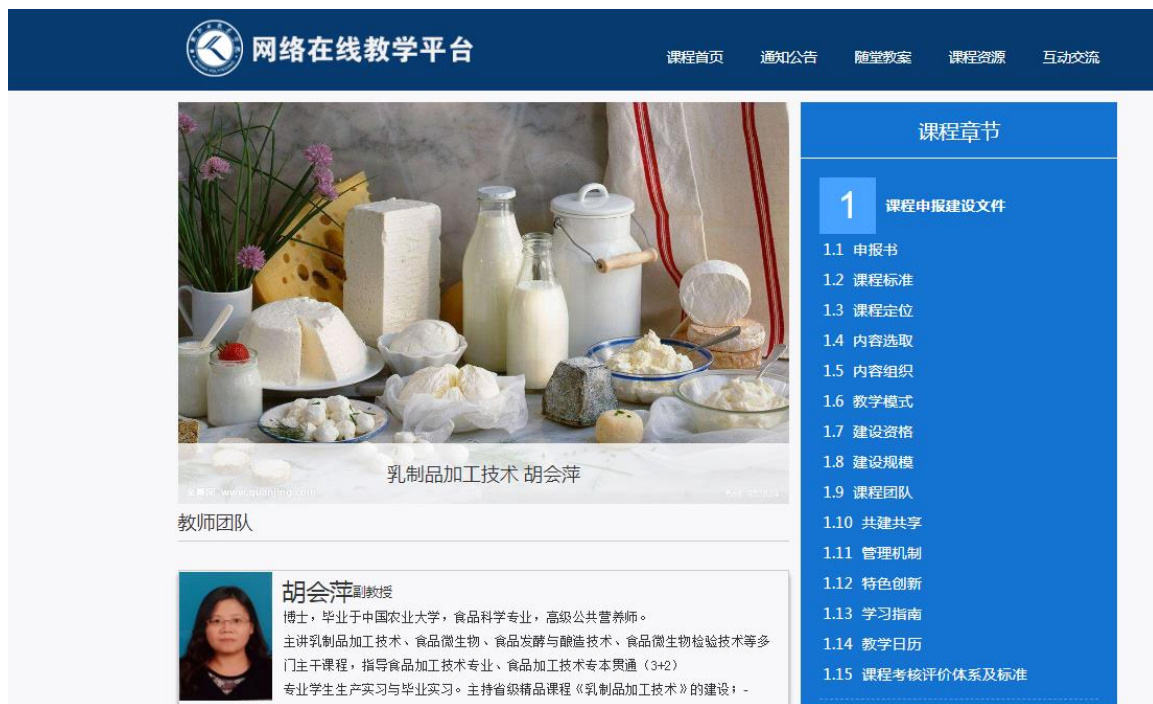 网络在线教学平台
课程首页 通知公告 随堂教案 课程资源 互动交流
乳制品加工技术 胡会萍
www.quanjing.com
教师团队
胡会萍副教授
博士，毕业于中国农业大学，食品科学专业，高级公共营养师。
主讲乳制品加工技术、食品微生物、食品发酵与酿造技术、食品微生物检验技术等多
门主干课程，指导食品加工技术专业、食品加工技术专本贯通（3+2）
专业学生生产实习与毕业实习。主持省级精品课程《乳制品加工技术》的建设；-
课程章节
1 课程申报建设文件
1.1 申报书
1.2 课程标准
1.3 课程定位
1.4 内容选取
1.5 内容组织
1.6 教学模式
1.7 建设资格
1.8 建设规模
1.9 课程团队
1.10 共建共享
1.11 管理机制
1.12 特色创新
1.13 学习指南
1.14 教学日历
1.15 课程考核评价体系及标准